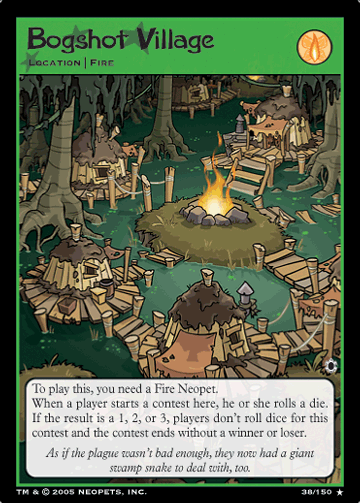 Bogshot Village
Location | Fire
To play this, you need a Fire Neopet.
When a player starts a contest here, he or she rolls a die.
If the result is a 1, 2, or 3, players don't roll dice for this
contest and the contest ends without a winner or loser.
As if the plague wasn't bad enough, they now had a giant
swamp snake to deal with, too.
TM & © 2005 NEOPETS, INC.
38/150 ★